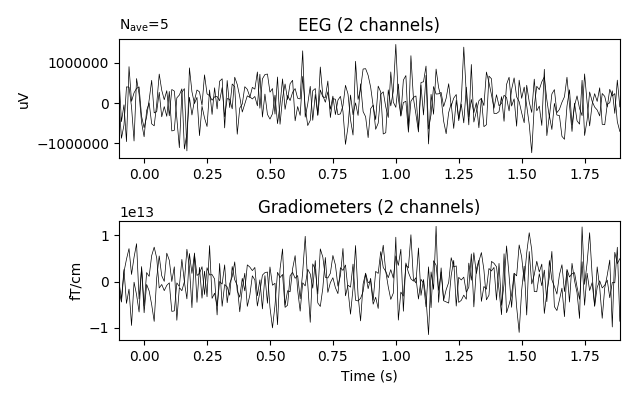 N_ave=5
EEG (2 channels)
uV
1000000
0
−1000000
0.00 0.25 0.50 0.75 1.00 1.25 1.50 1.75
Gradiometers (2 channels)
1e13
fT/cm
1
0
−1
0.00 0.25 0.50 0.75 1.00 1.25 1.50 1.75
Time (s)